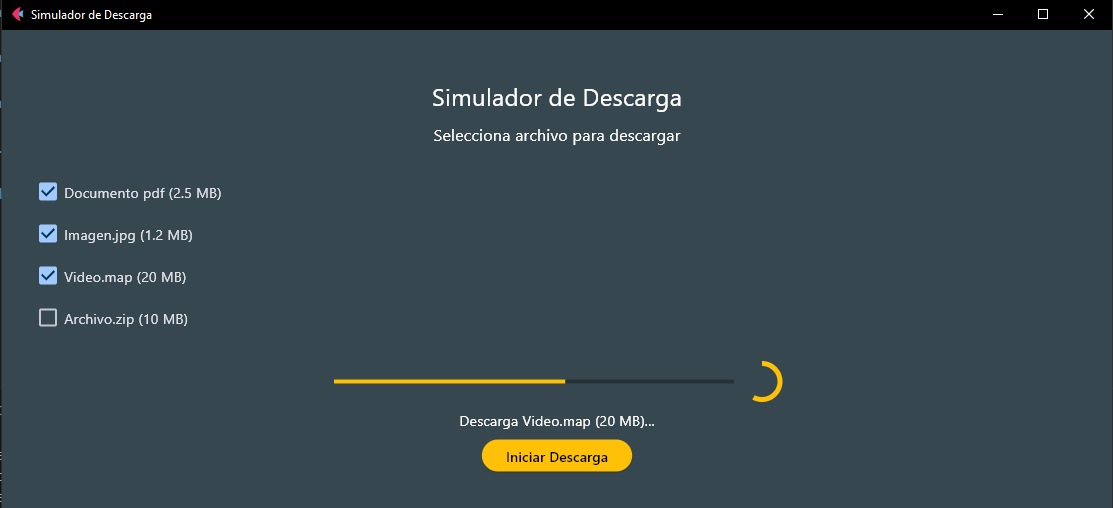 Simulador de Descarga
Simulador de Descarga
Selecciona archivo para descargar
Documento pdf (2.5 MB)
Imagen.jpg (1.2 MB)
Video.map (20 MB)
Archivo.zip (10 MB)
Descarga Video.map (20 MB)...
Iniciar Descarga